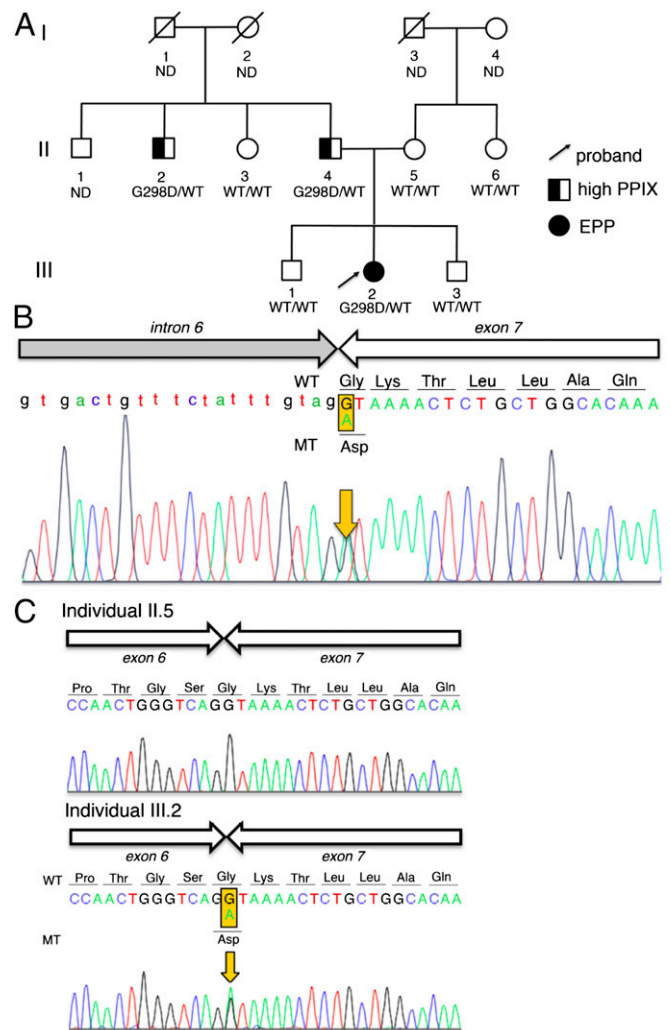 A
I
1 2 3 4
ND ND ND ND
II
1 2 3 4 5 6
ND G298D/WT WT/WT G298D/WT WT/WT WT/WT
proband
high PPIX
EPP
III
1 2 3
WT/WT G298D/WT WT/WT
B
intron 6 exon 7
WT Gly Lys Thr Leu Leu Ala Gln
g t g a c t g t t t c t a t t t g t a g G T A A A A C T C T G C T G G C A C A A A
A
MT Asp
C
Individual II.5
exon 6 exon 7
Pro Thr Gly Ser Gly Lys Thr Leu Leu Ala Gln
CCAACTGGGTCAGGTAAAACTCTGCTGGCACAA
Individual III.2
exon 6 exon 7
WT Pro Thr Gly Ser Gly Lys Thr Leu Leu Ala Gln
CCAACTGGGTCAGGTAAAACTCTGCTGGCACAA
A
MT Asp